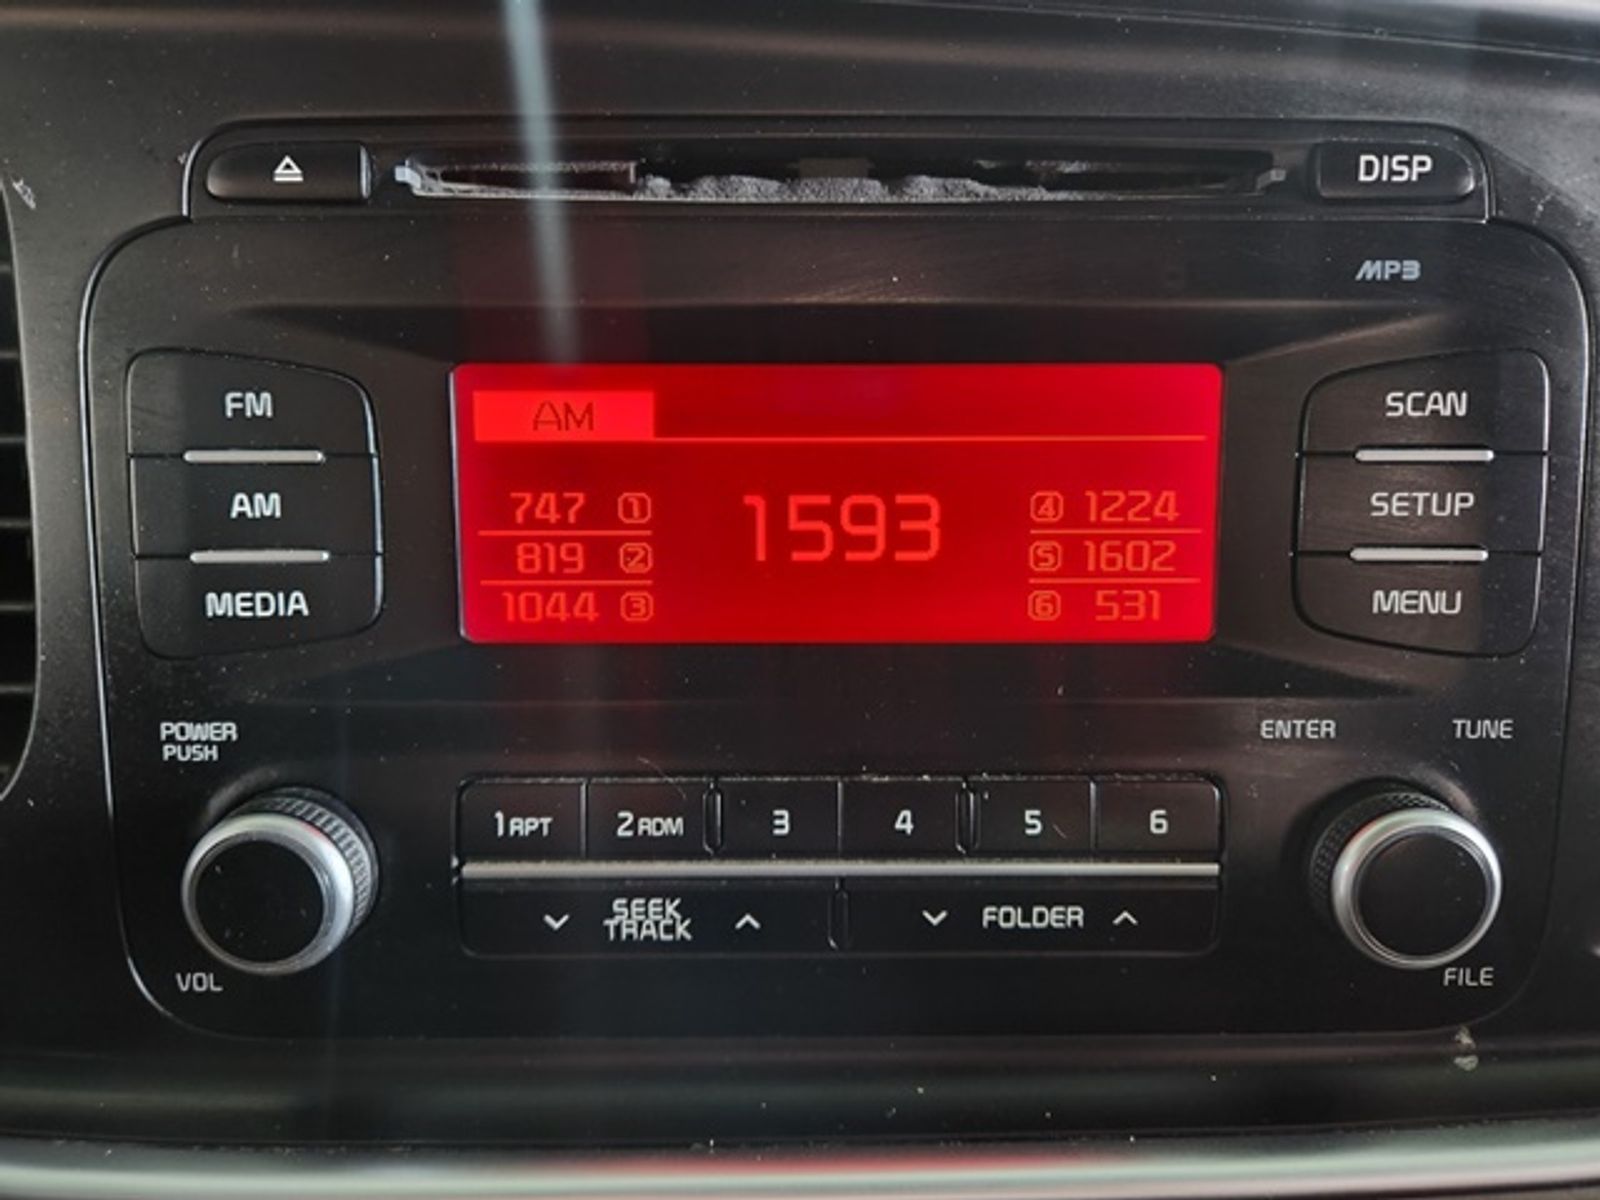 DISP
MP3
FM
AM
MEDIA
AM
747 1
819 2
1044 3
1593
4 1224
5 1602
6 531
SCAN
SETUP
MENU
POWER
PUSH
VOL
1 RPT 2 RDM 3 4 5 6
SEEK
TRACK
FOLDER
ENTER TUNE
FILE